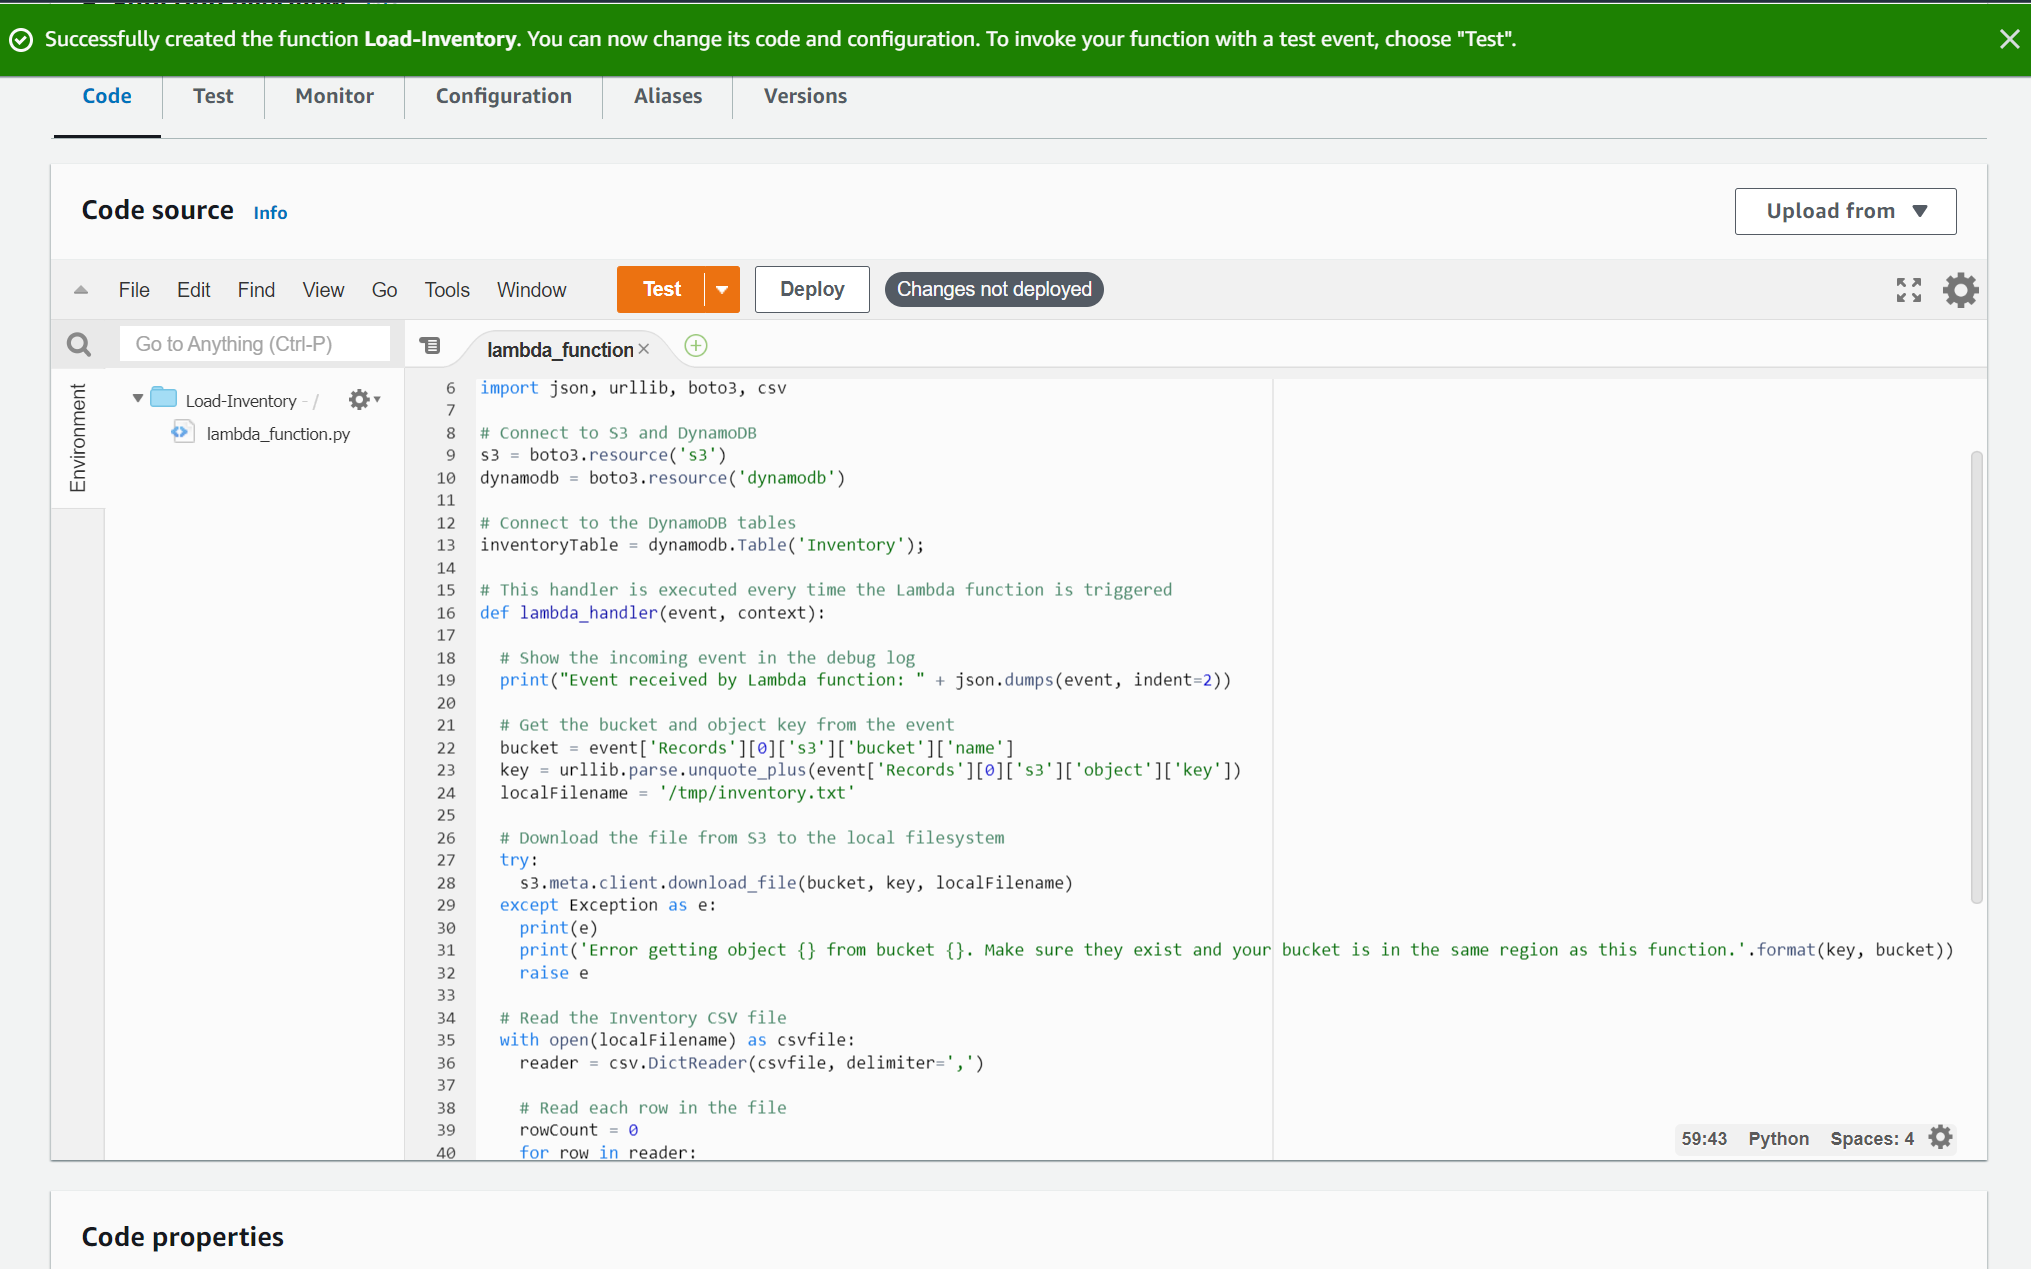 Successfully created the function Load-Inventory. You can now change its code and configuration. To invoke your function with a test event, choose "Test".
Code Test Monitor Configuration Aliases Versions
Code source Info
Upload from
File Edit Find View Go Tools Window Test Deploy Changes not deployed
Go to Anything (Ctrl-P)
lambda_function
Environment
Load-Inventory - /
lambda_function.py
6 import json, urllib, boto3, csv
7
8 # Connect to S3 and DynamoDB
9 s3 = boto3.resource('s3')
10 dynamodb = boto3.resource('dynamodb')
11
12 # Connect to the DynamoDB tables
13 inventoryTable = dynamodb.Table('Inventory');
14
15 # This handler is executed every time the Lambda function is triggered
16 def lambda_handler(event, context):
17
18   # Show the incoming event in the debug log
19   print("Event received by Lambda function: " + json.dumps(event, indent=2))
20
21   # Get the bucket and object key from the event
22   bucket = event['Records'][0]['s3']['bucket']['name']
23   key = urllib.parse.unquote_plus(event['Records'][0]['s3']['object']['key'])
24   localFilename = '/tmp/inventory.txt'
25
26   # Download the file from S3 to the local filesystem
27   try:
28     s3.meta.client.download_file(bucket, key, localFilename)
29   except Exception as e:
30     print(e)
31     print('Error getting object {} from bucket {}. Make sure they exist and your bucket is in the same region as this function.'.format(key, bucket))
32     raise e
33
34   # Read the Inventory CSV file
35   with open(localFilename) as csvfile:
36     reader = csv.DictReader(csvfile, delimiter=',')
37
38     # Read each row in the file
39     rowCount = 0
40     for row in reader:
59:43 Python Spaces: 4
Code properties